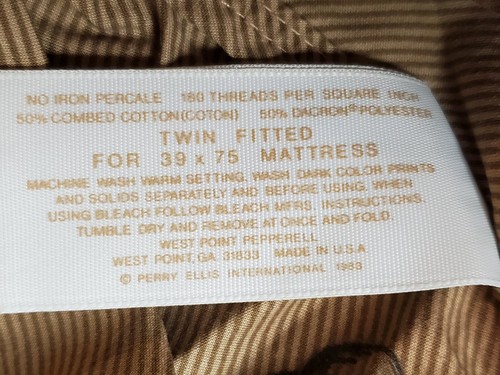 NO IRON PERCALE 180 THREADS PER SQUARE INCH
50% COMBED COTTON(COTON) 50% DACRON® POLYESTER
TWIN FITTED
FOR 39 x 75 MATTRESS
MACHINE WASH WARM SETTING. WASH DARK COLOR PRINTS
AND SOLIDS SEPARATELY AND BEFORE USING. WHEN
USING BLEACH FOLLOW BLEACH MFRS. INSTRUCTIONS.
TUMBLE DRY AND REMOVE AT ONCE AND FOLD.
WEST POINT PEPPERELL
WEST POINT, GA. 31833 MADE IN U.S.A
© PERRY ELLIS INTERNATIONAL 1983